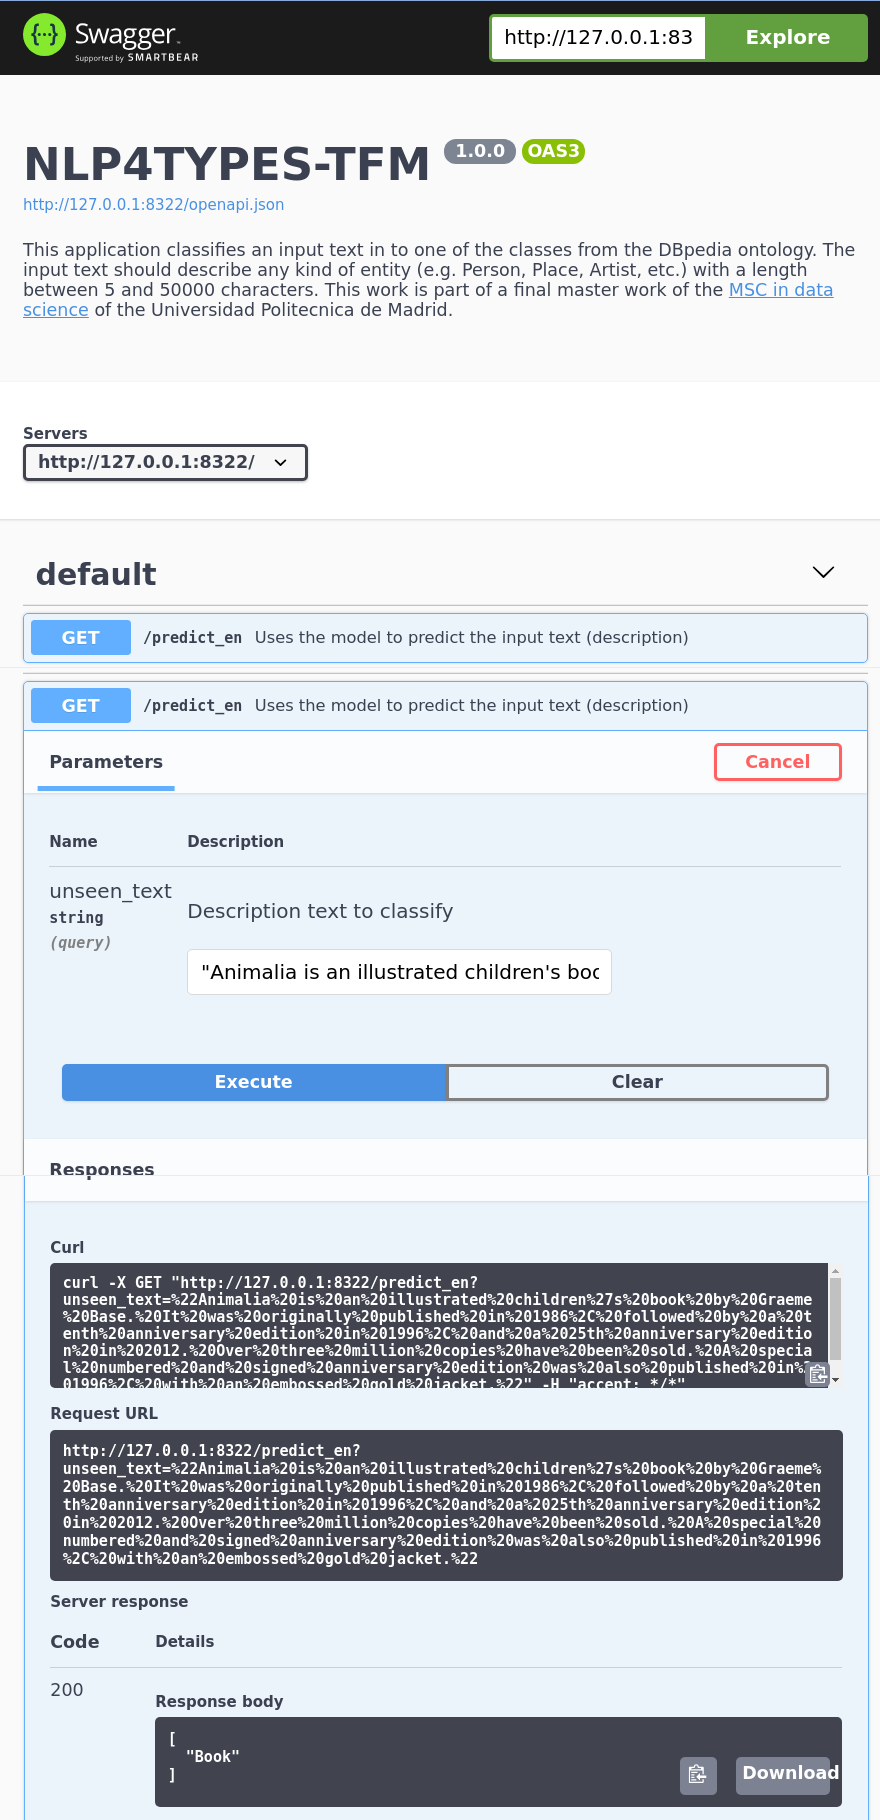 Swagger
Supported by SMARTBEAR
http://127.0.0.1:83
Explore
NLP4TYPES-TFM 1.0.0 OAS3
http://127.0.0.1:8322/openapi.json
This application classifies an input text in to one of the classes from the DBpedia ontology. The
input text should describe any kind of entity (e.g. Person, Place, Artist, etc.) with a length
between 5 and 50000 characters. This work is part of a final master work of the MSC in data
science of the Universidad Politecnica de Madrid.
Servers
http://127.0.0.1:8322/
default
GET /predict_en Uses the model to predict the input text (description)
GET /predict_en Uses the model to predict the input text (description)
Parameters
Cancel
Name Description
unseen_text
string
(query)
Description text to classify
"Animalia is an illustrated children's boo
Execute Clear
Responses
Curl
curl -X GET "http://127.0.0.1:8322/predict_en?
unseen_text=%22Animalia%20is%20an%20illustrated%20children%27s%20book%20by%20Graeme
%20Base.%20It%20was%20originally%20published%20in%201986%2C%20followed%20by%20a%20t
enth%20anniversary%20edition%20in%201996%2C%20and%20a%2025th%20anniversary%20editio
n%20in%202012.%20Over%20three%20million%20copies%20have%20been%20sold.%20A%20specia
l%20numbered%20and%20signed%20anniversary%20edition%20was%20also%20published%20in%2
01996%2C%20with%20an%20embossed%20gold%20jacket.%22" -H "accept: */*"
Request URL
http://127.0.0.1:8322/predict_en?
unseen_text=%22Animalia%20is%20an%20illustrated%20children%27s%20book%20by%20Graeme%
20Base.%20It%20was%20originally%20published%20in%201986%2C%20followed%20by%20a%20ten
th%20anniversary%20edition%20in%201996%2C%20and%20a%2025th%20anniversary%20edition%2
0in%202012.%20Over%20three%20million%20copies%20have%20been%20sold.%20A%20special%20
numbered%20and%20signed%20anniversary%20edition%20was%20also%20published%20in%201996
%2C%20with%20an%20embossed%20gold%20jacket.%22
Server response
Code Details
200
Response body
[
"Book"
]
Download